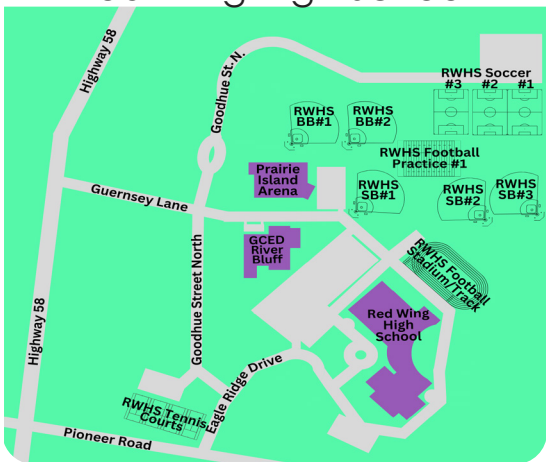 Highway 58
Goodhue St. N.
RWHS Soccer
#3 #2 #1
RWHS
BB#1
RWHS
BB#2
RWHS Football
Practice #1
Prairie
Island
Arena
RWHS
SB#1
RWHS
SB#2
RWHS
SB#3
Guernsey Lane
GCED
River
Bluff
RWHS Football
Stadium/Track
Goodhue Street North
Red Wing
High
School
Highway 58
Eagle Ridge Drive
RWHS Tennis
Courts
Pioneer Road